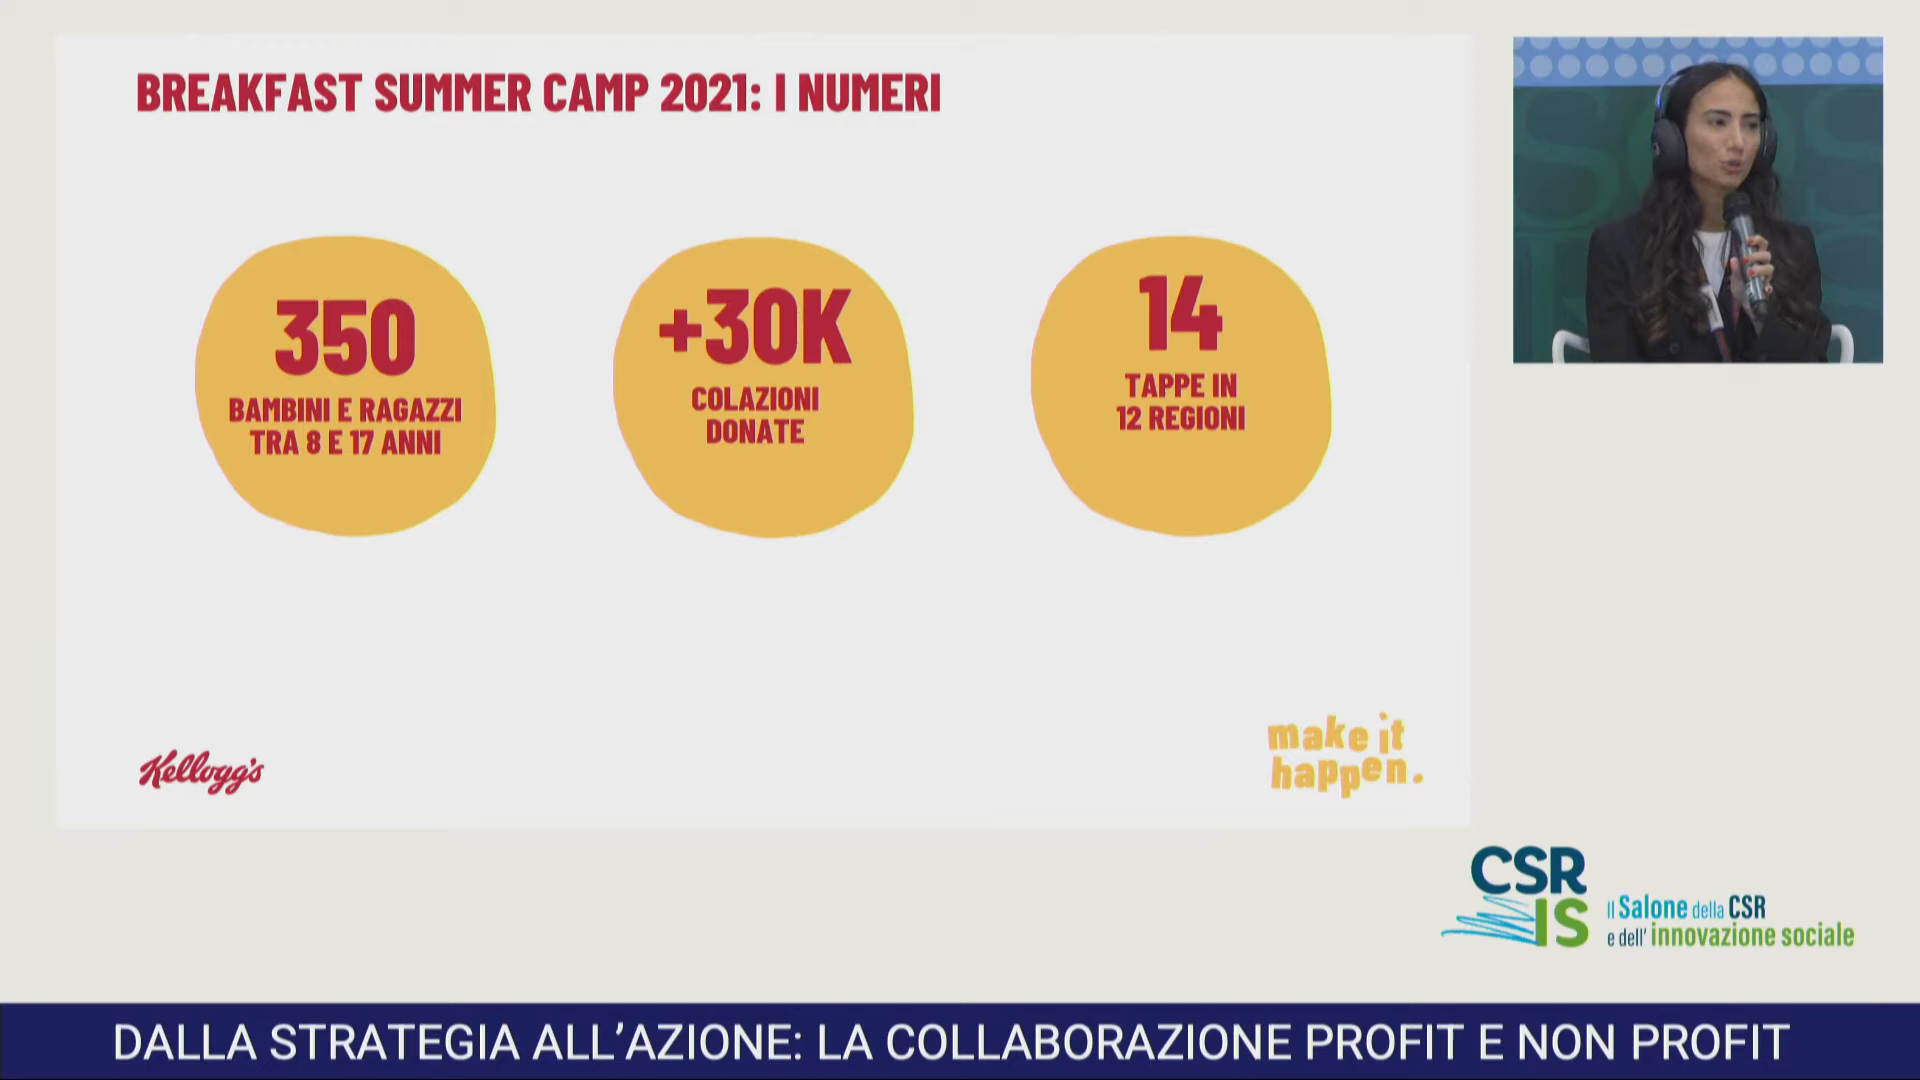 BREAKFAST SUMMER CAMP 2021: I NUMERI
350
BAMBINI E RAGAZZI
TRA 8 E 17 ANNI
+30K
COLAZIONI
DONATE
14
TAPPE IN
12 REGIONI
Kellogg's
make it
happen.
CSR
IS
Il Salone della CSR
e dell' innovazione sociale
DALLA STRATEGIA ALL’AZIONE: LA COLLABORAZIONE PROFIT E NON PROFIT